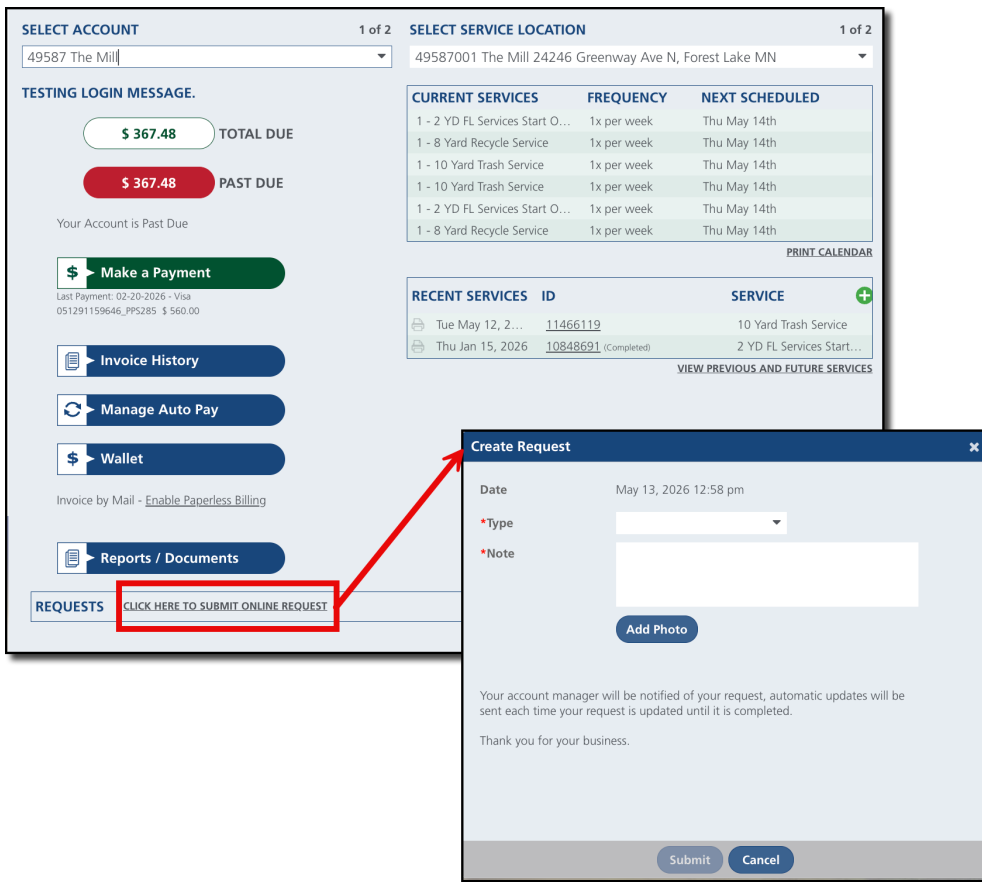 SELECT ACCOUNT 1 of 2
49587 The Mill
TESTING LOGIN MESSAGE.
$ 367.48 TOTAL DUE
$ 367.48 PAST DUE
Your Account is Past Due
$ Make a Payment
Last Payment: 02-20-2026 - Visa
051291159646_PPS285 $ 560.00
Invoice History
Manage Auto Pay
$ Wallet
Invoice by Mail - Enable Paperless Billing
Reports / Documents
REQUESTS CLICK HERE TO SUBMIT ONLINE REQUEST
SELECT SERVICE LOCATION 1 of 2
49587001 The Mill 24246 Greenway Ave N, Forest Lake MN
CURRENT SERVICES FREQUENCY NEXT SCHEDULED
1 - 2 YD FL Services Start O... 1x per week Thu May 14th
1 - 8 Yard Recycle Service 1x per week Thu May 14th
1 - 10 Yard Trash Service 1x per week Thu May 14th
1 - 10 Yard Trash Service 1x per week Thu May 14th
1 - 2 YD FL Services Start O... 1x per week Thu May 14th
1 - 8 Yard Recycle Service 1x per week Thu May 14th
PRINT CALENDAR
RECENT SERVICES ID SERVICE
Tue May 12, 2... 11466119 10 Yard Trash Service
Thu Jan 15, 2026 10848691 (Completed) 2 YD FL Services Start...
VIEW PREVIOUS AND FUTURE SERVICES
Create Request
Date May 13, 2026 12:58 pm
*Type
*Note
Add Photo
Your account manager will be notified of your request, automatic updates will be
sent each time your request is updated until it is completed.
Thank you for your business.
Submit Cancel